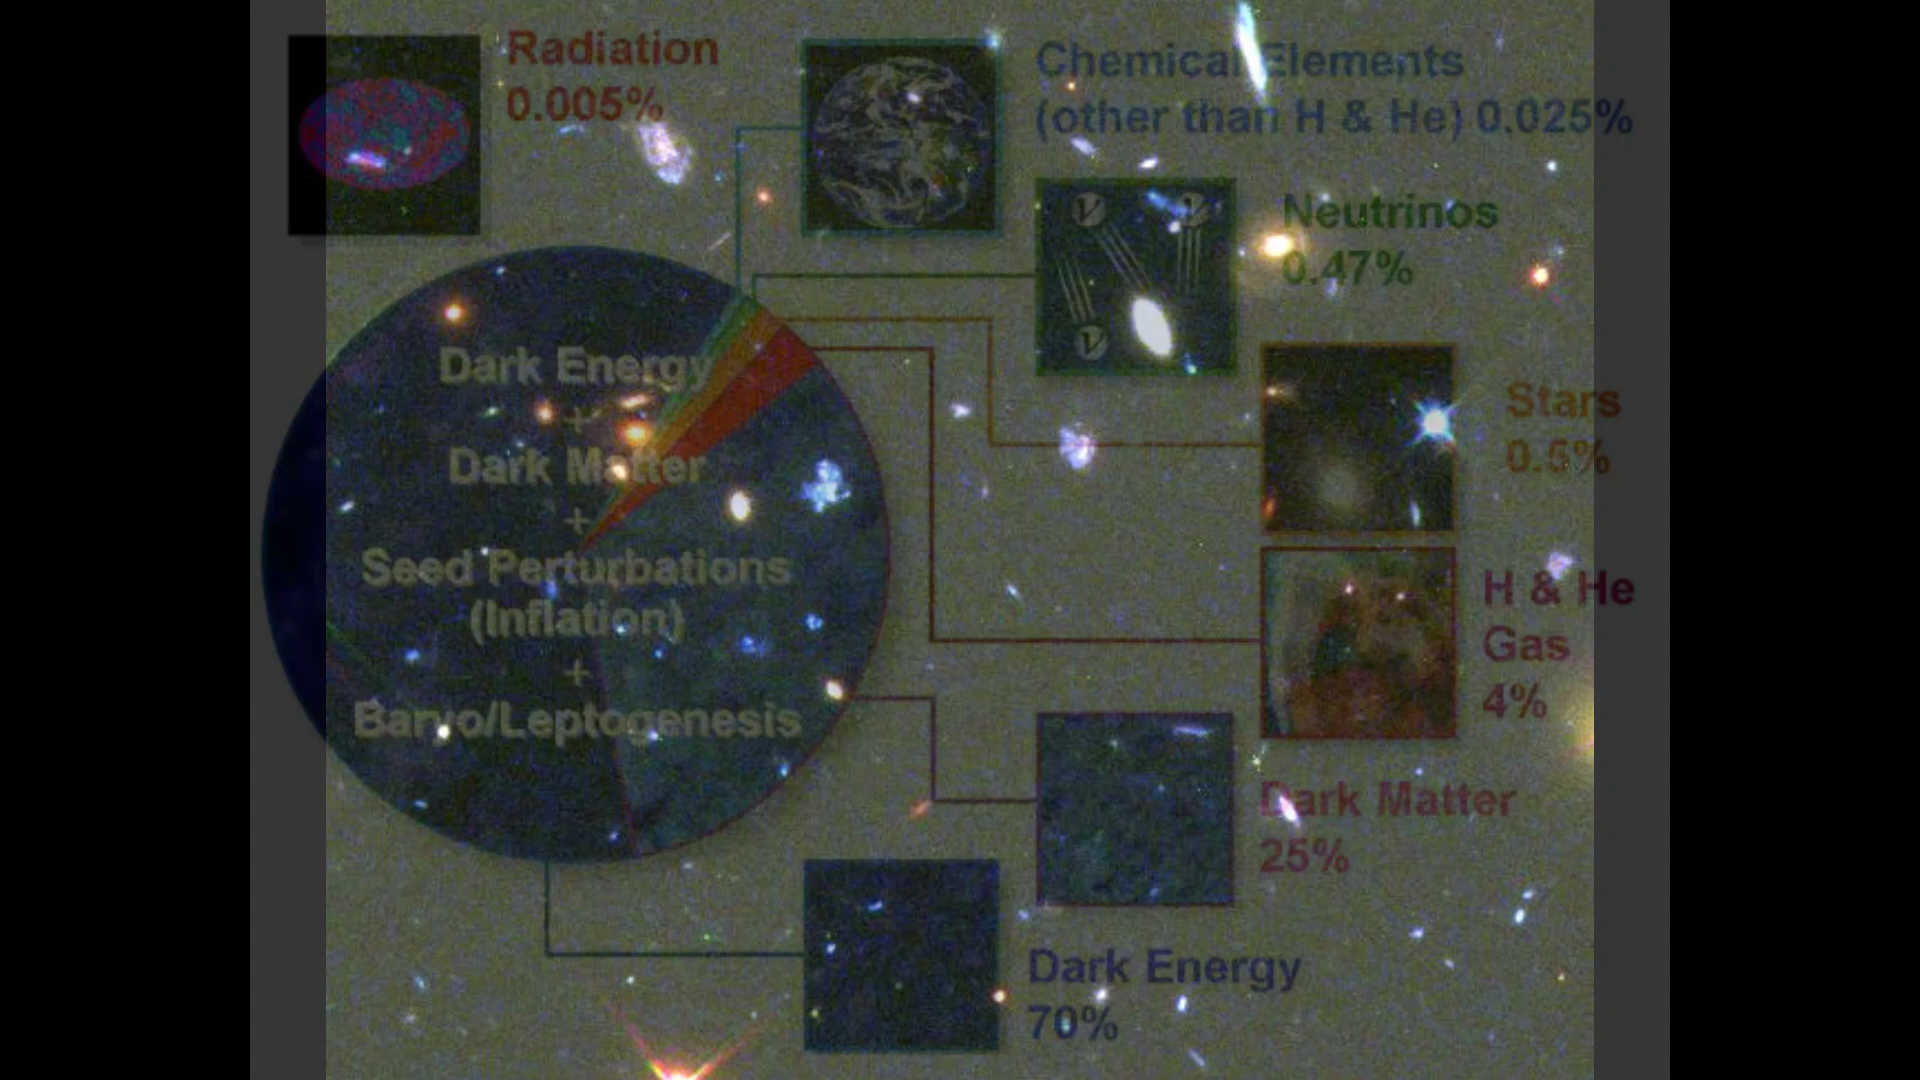 Radiation
0.005%
Chemical Elements
(other than H & He) 0.025%
Neutrinos
0.47%
ν ν
ν
Stars
0.5%
H & He
Gas
4%
Dark Matter
25%
Dark Energy
70%
Dark Energy
+
Dark Matter
+
Seed Perturbations
(Inflation)
+
Baryo/Leptogenesis